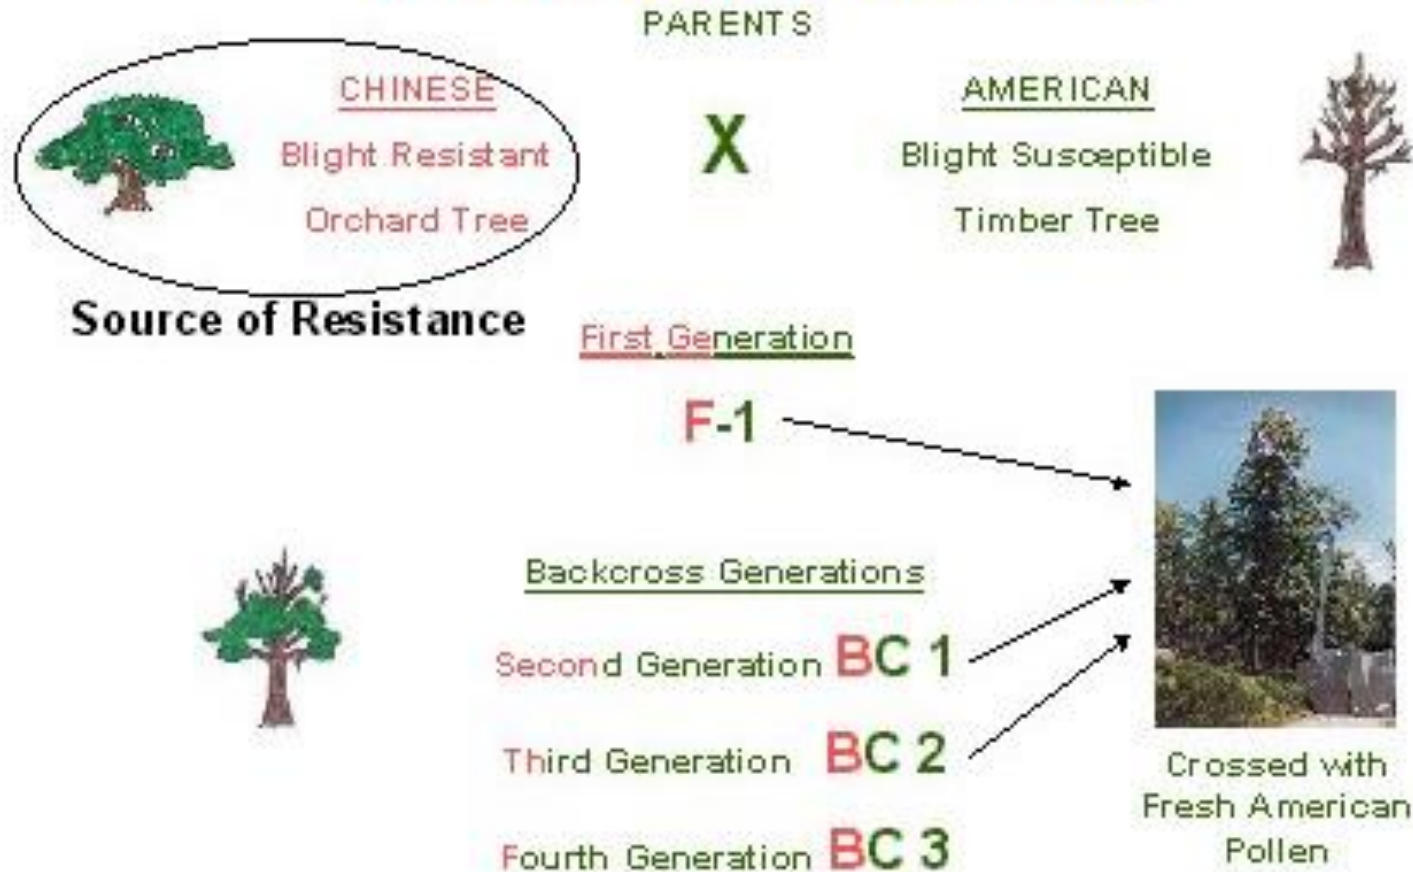 PARENTS
CHINESE
Blight Resistant
Orchard Tree
X
AMERICAN
Blight Susceptible
Timber Tree
Source of Resistance
First Generation
F-1
Backcross Generations
Second Generation BC 1
Third Generation BC 2
Fourth Generation BC 3
Crossed with
Fresh American
Pollen